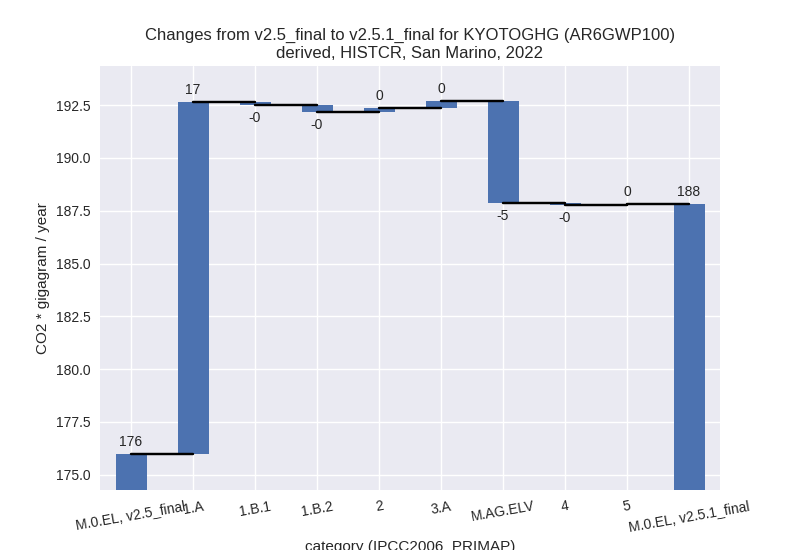 Changes from v2.5_final to v2.5.1_final for KYOTOGHG (AR6GWP100)
derived, HISTCR, San Marino, 2022
CO2 * gigagram / year
192.5
190.0
187.5
185.0
182.5
180.0
177.5
175.0
176
17
-0
-0
0
0
-5
-0
0
188
M.0.EL, v2.5_final
1.A
1.B.1
1.B.2
2
3.A
M.AG.ELV
4
5
M.0.EL, v2.5.1_final
category (IPCC2006_PRIMAP)